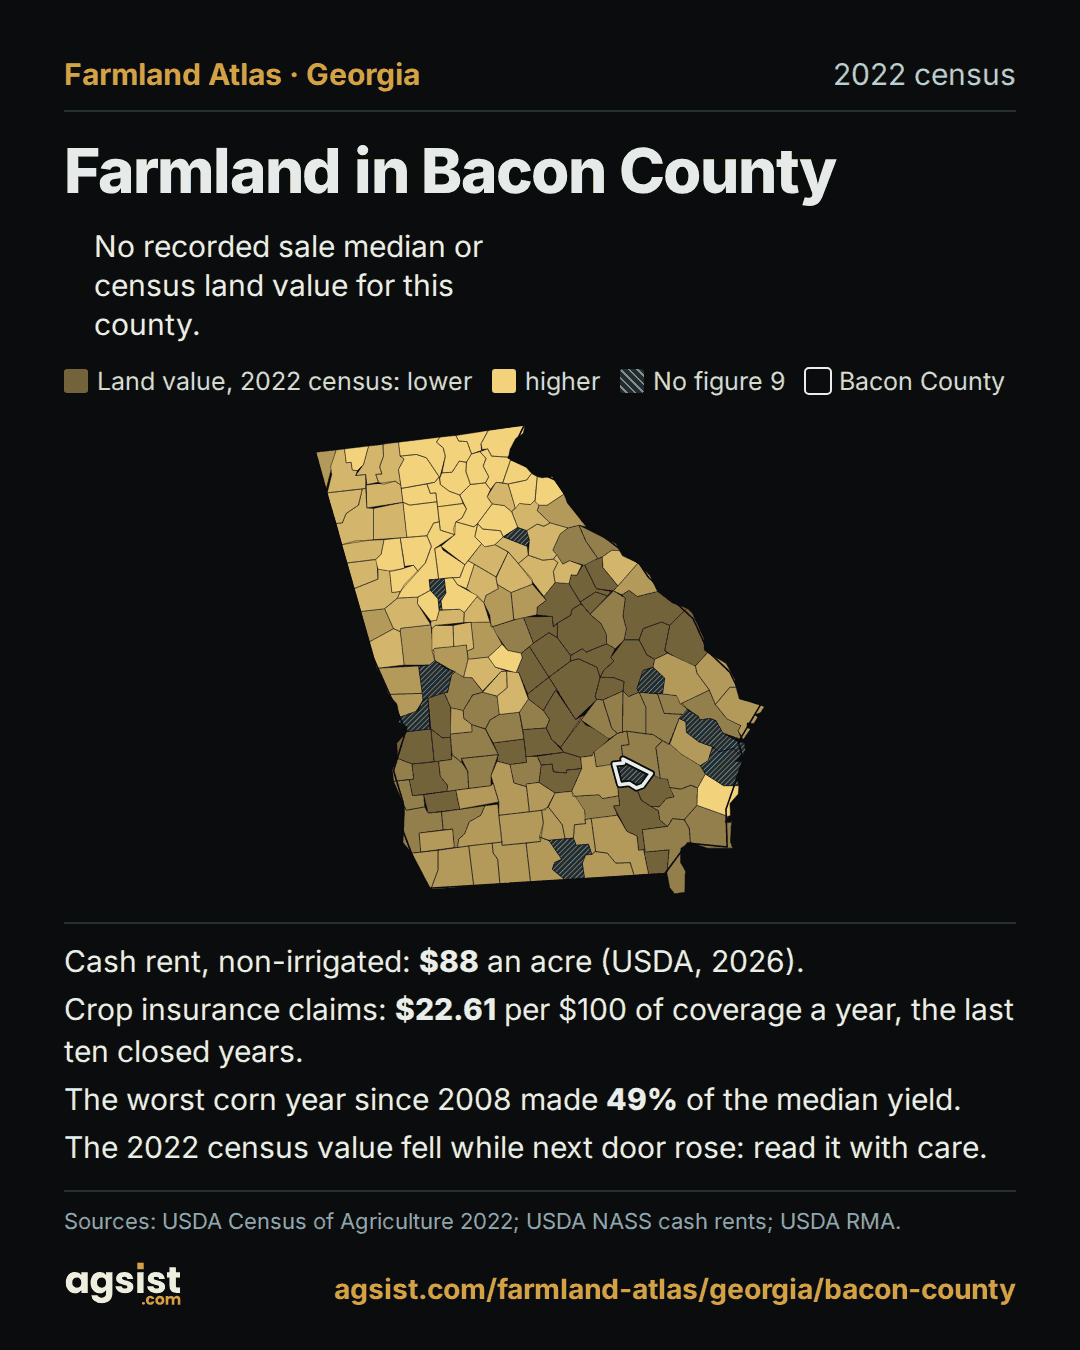 Farmland Atlas · Georgia
2022 census
Farmland in Bacon County
No recorded sale median or
census land value for this
county.
Land value, 2022 census: lower
higher
No figure 9
Bacon County
Cash rent, non-irrigated: $88 an acre (USDA, 2026).
Crop insurance claims: $22.61 per $100 of coverage a year, the last
ten closed years.
The worst corn year since 2008 made 49% of the median yield.
The 2022 census value fell while next door rose: read it with care.
Sources: USDA Census of Agriculture 2022; USDA NASS cash rents; USDA RMA.
agsist
.com
agsist.com/farmland-atlas/georgia/bacon-county